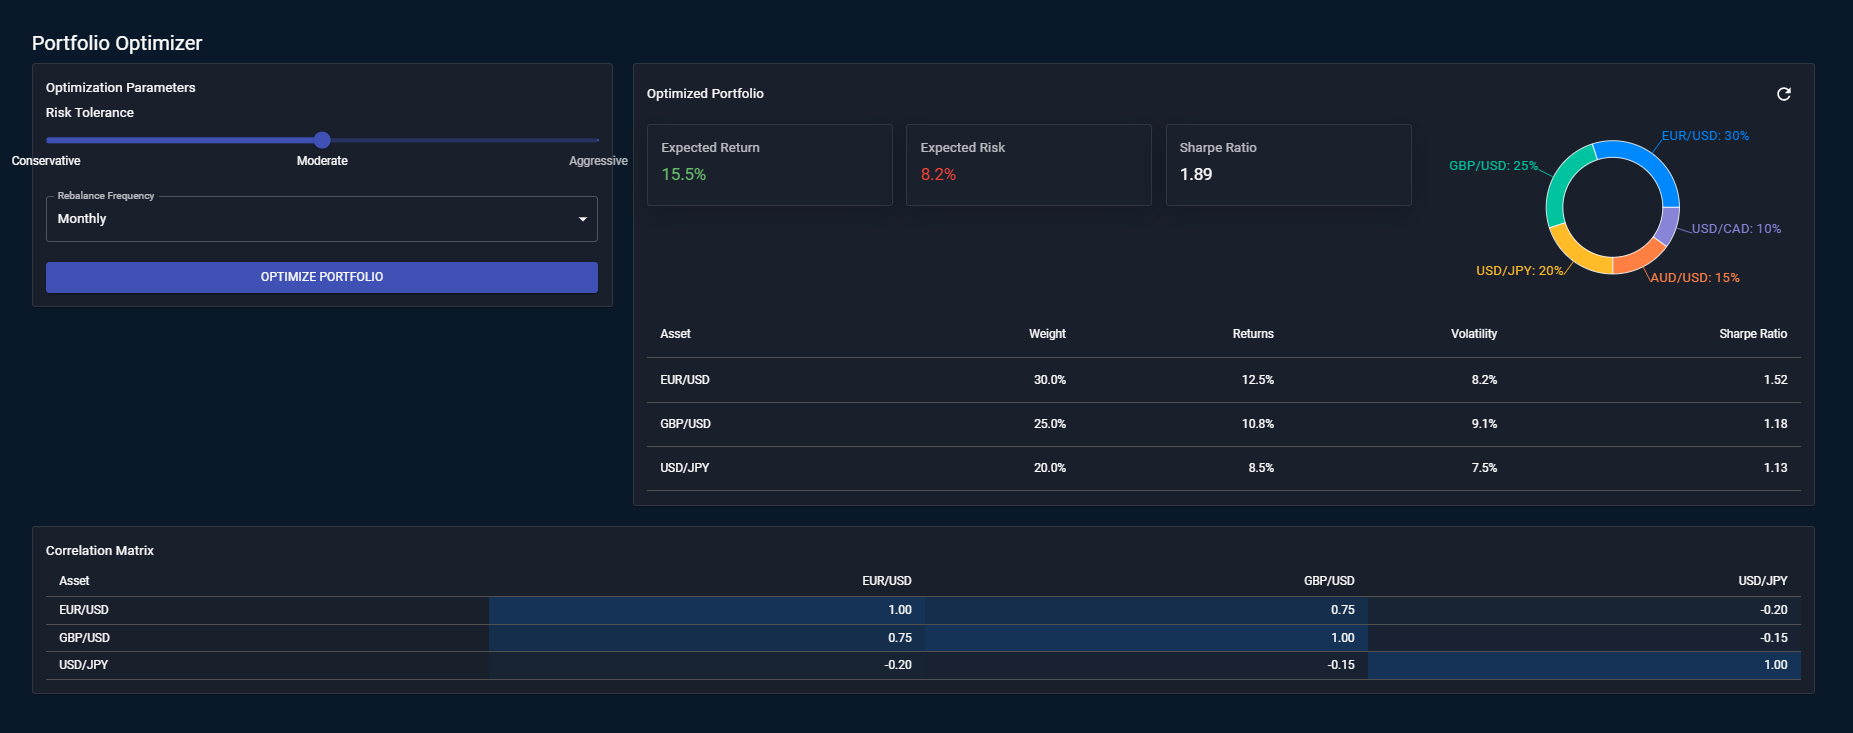 Portfolio Optimizer
Optimization Parameters
Risk Tolerance
Conservative Moderate Aggressive
Rebalance Frequency
Monthly
OPTIMIZE PORTFOLIO
Optimized Portfolio
Expected Return
15.5%
Expected Risk
8.2%
Sharpe Ratio
1.89
EUR/USD: 30%
GBP/USD: 25%
USD/CAD: 10%
USD/JPY: 20%
AUD/USD: 15%
Asset Weight Returns Volatility Sharpe Ratio
EUR/USD 30.0% 12.5% 8.2% 1.52
GBP/USD 25.0% 10.8% 9.1% 1.18
USD/JPY 20.0% 8.5% 7.5% 1.13
Correlation Matrix
Asset EUR/USD GBP/USD USD/JPY
EUR/USD 1.00 0.75 -0.20
GBP/USD 0.75 1.00 -0.15
USD/JPY -0.20 -0.15 1.00